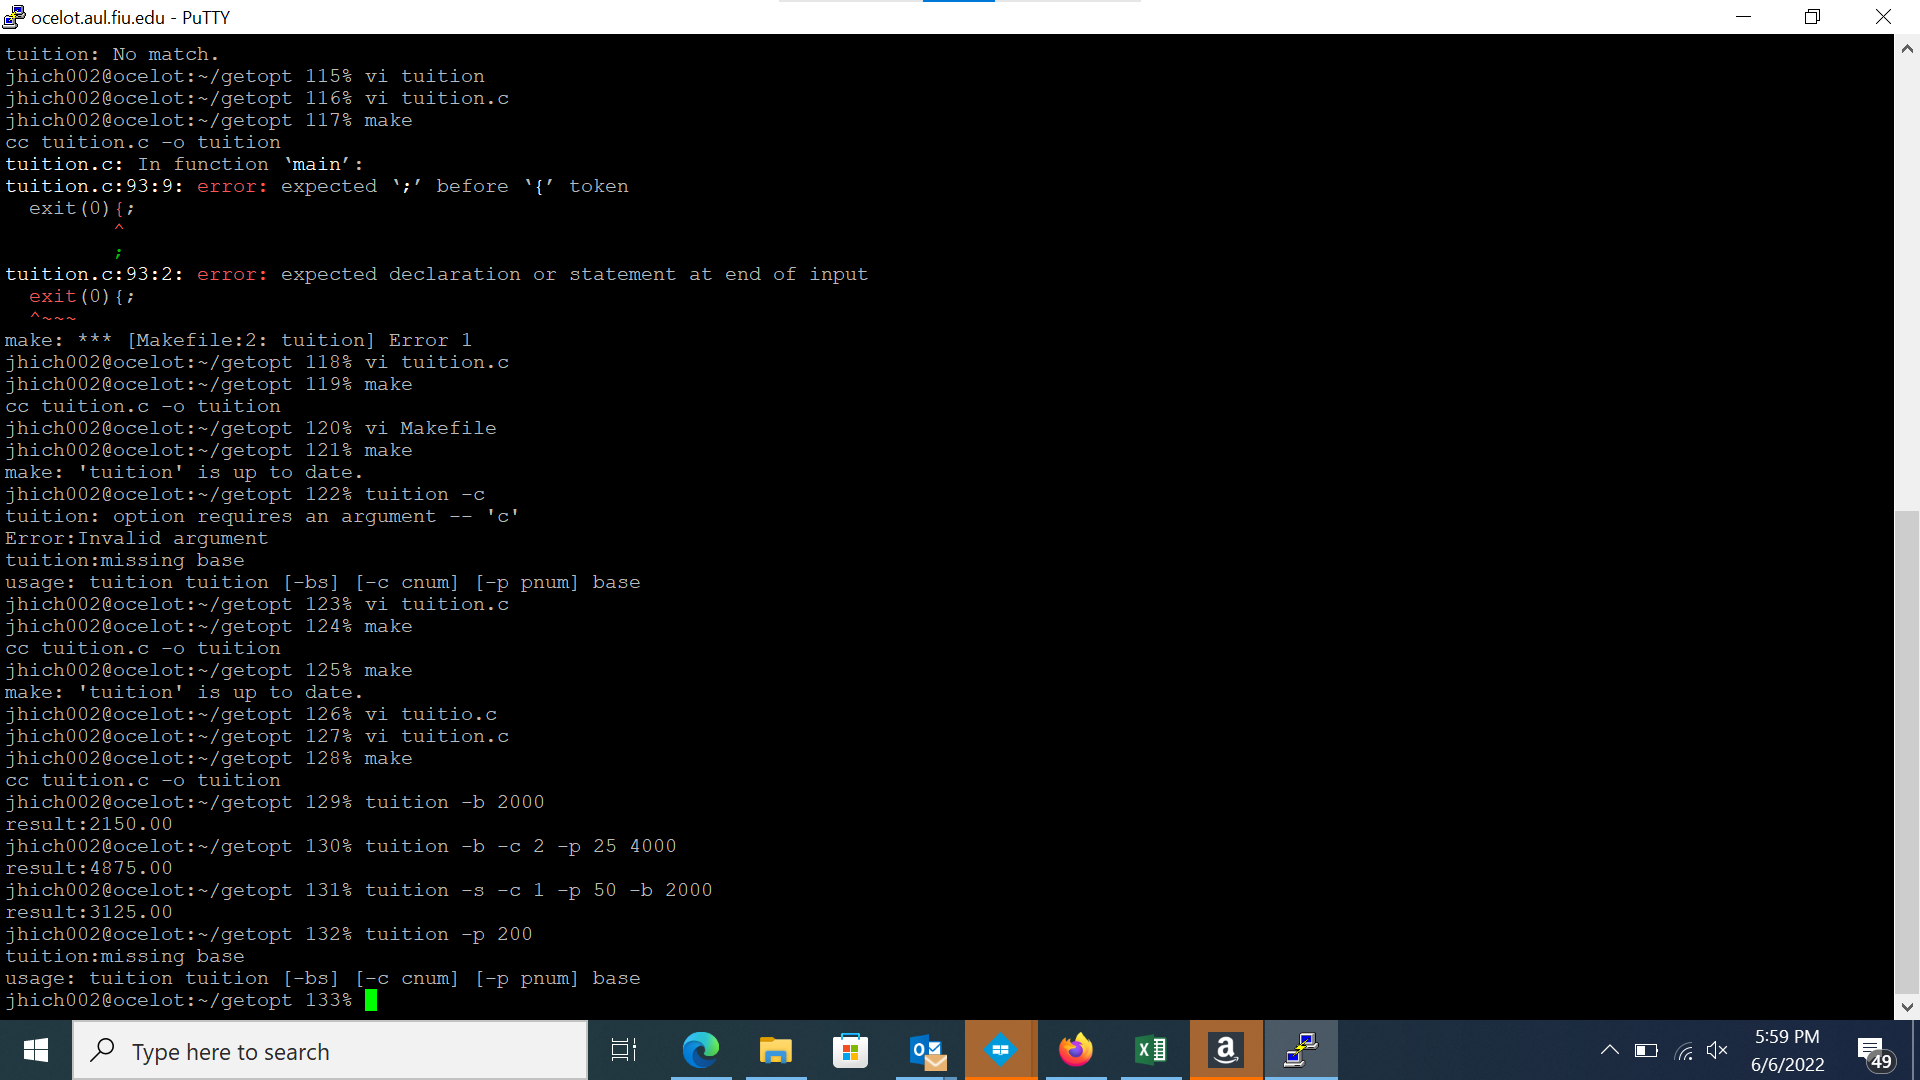 ocelot.aul.fiu.edu - PuTTY
tuition: No match.
jhich002@ocelot:~/getopt 115% vi tuition
jhich002@ocelot:~/getopt 116% vi tuition.c
jhich002@ocelot:~/getopt 117% make
cc tuition.c -o tuition
tuition.c: In function ‘main’:
tuition.c:93:9: error: expected ‘;’ before ‘{’ token
  exit(0){;
         ^
         ;
tuition.c:93:2: error: expected declaration or statement at end of input
  exit(0){;
  ^~~~
make: *** [Makefile:2: tuition] Error 1
jhich002@ocelot:~/getopt 118% vi tuition.c
jhich002@ocelot:~/getopt 119% make
cc tuition.c -o tuition
jhich002@ocelot:~/getopt 120% vi Makefile
jhich002@ocelot:~/getopt 121% make
make: 'tuition' is up to date.
jhich002@ocelot:~/getopt 122% tuition -c
tuition: option requires an argument -- 'c'
Error:Invalid argument
tuition:missing base
usage: tuition tuition [-bs] [-c cnum] [-p pnum] base
jhich002@ocelot:~/getopt 123% vi tuition.c
jhich002@ocelot:~/getopt 124% make
cc tuition.c -o tuition
jhich002@ocelot:~/getopt 125% make
make: 'tuition' is up to date.
jhich002@ocelot:~/getopt 126% vi tuitio.c
jhich002@ocelot:~/getopt 127% vi tuition.c
jhich002@ocelot:~/getopt 128% make
cc tuition.c -o tuition
jhich002@ocelot:~/getopt 129% tuition -b 2000
result:2150.00
jhich002@ocelot:~/getopt 130% tuition -b -c 2 -p 25 4000
result:4875.00
jhich002@ocelot:~/getopt 131% tuition -s -c 1 -p 50 -b 2000
result:3125.00
jhich002@ocelot:~/getopt 132% tuition -p 200
tuition:missing base
usage: tuition tuition [-bs] [-c cnum] [-p pnum] base
jhich002@ocelot:~/getopt 133%
Type here to search
5:59 PM
6/6/2022
49